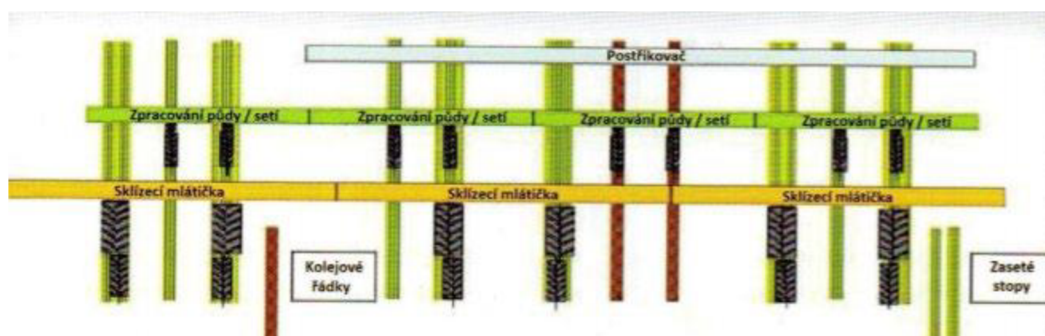 Postřikovač
Zpracování půdy / setí
Zpracování půdy / setí
Zpracování půdy / setí
Zpracování půdy / setí
Sklízecí mlátička
Sklízecí mlátička
Sklízecí mlátička
Kolejové
řádky
Zaseté
stopy